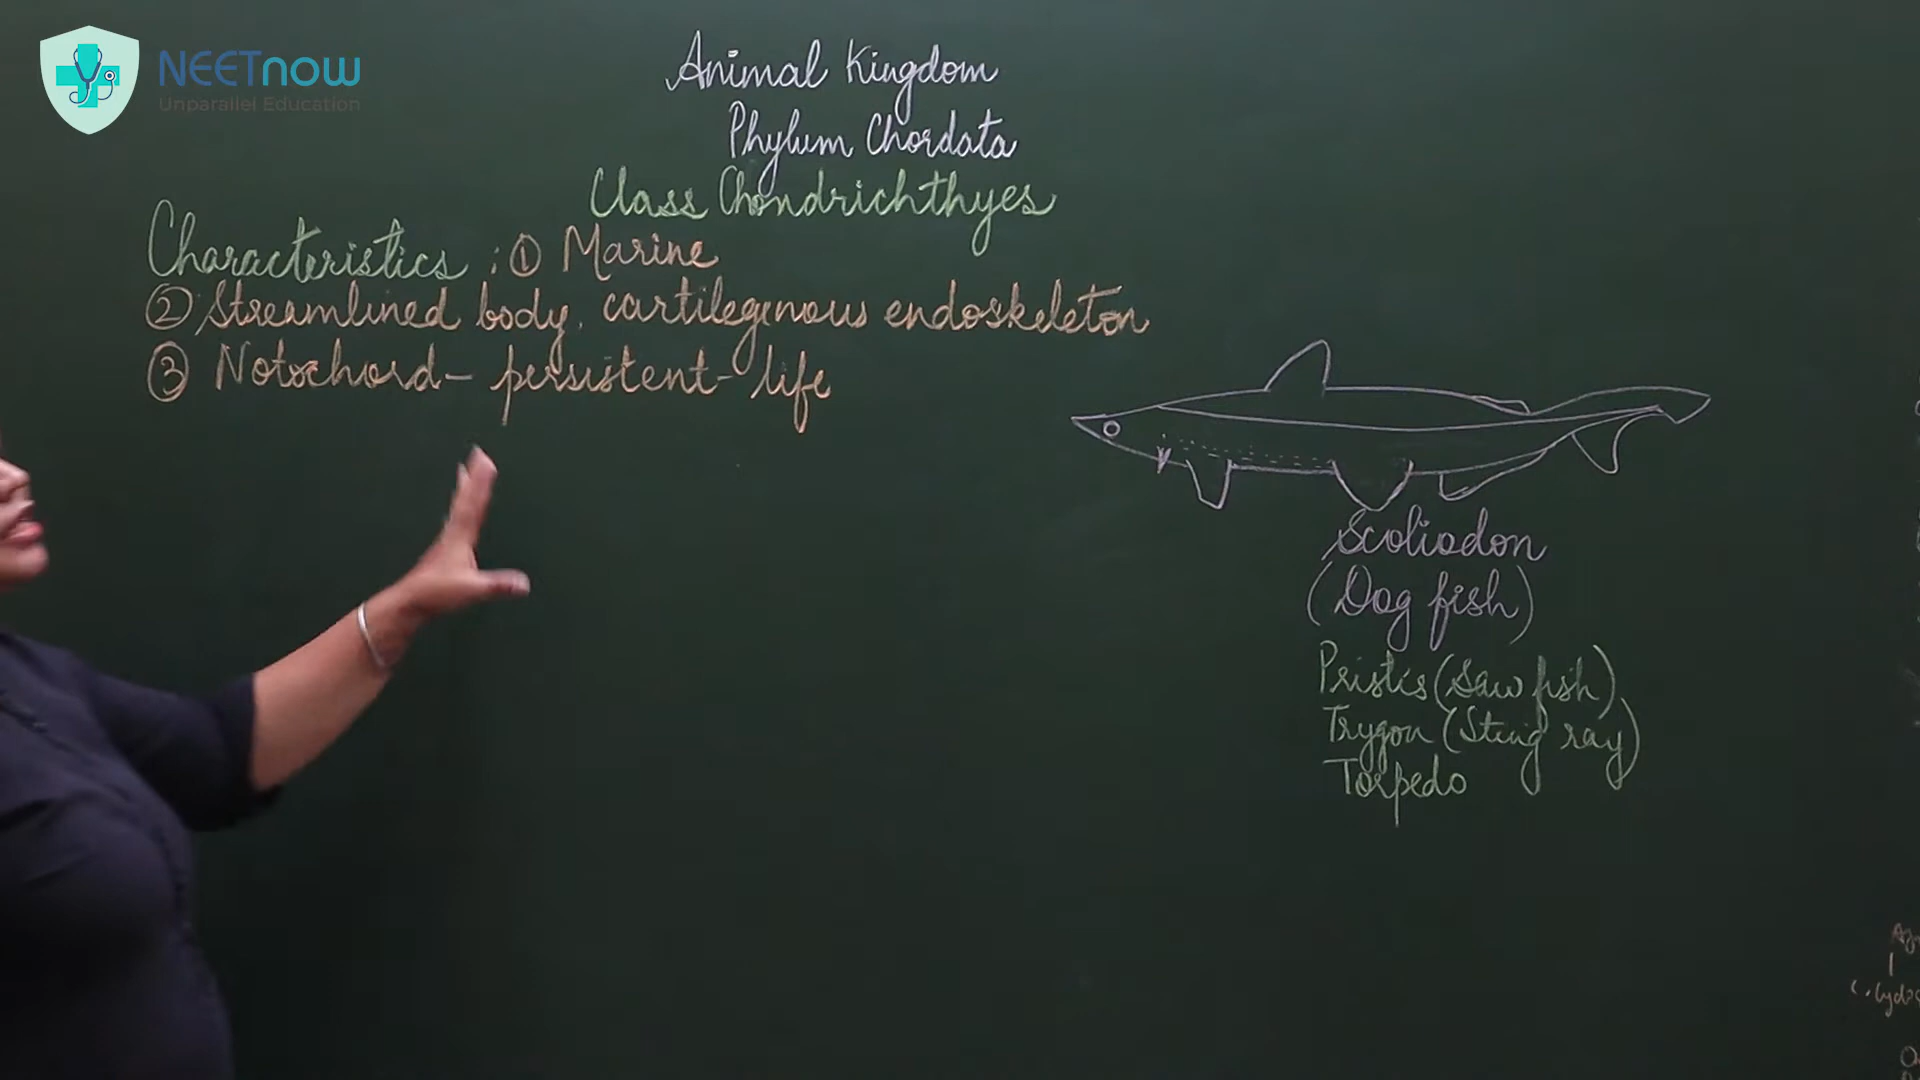 NEETnow
Unparallel Education
Animal Kingdom
Phylum Chordata
Class Chondrichthyes
Characteristics : ① Marine
② Streamlined body, cartilegenous endoskeleton
③ Notochord - persistent - life
Scoliodon
(Dog fish)
Pristis (Saw fish)
Trygon (Sting ray)
Torpedo